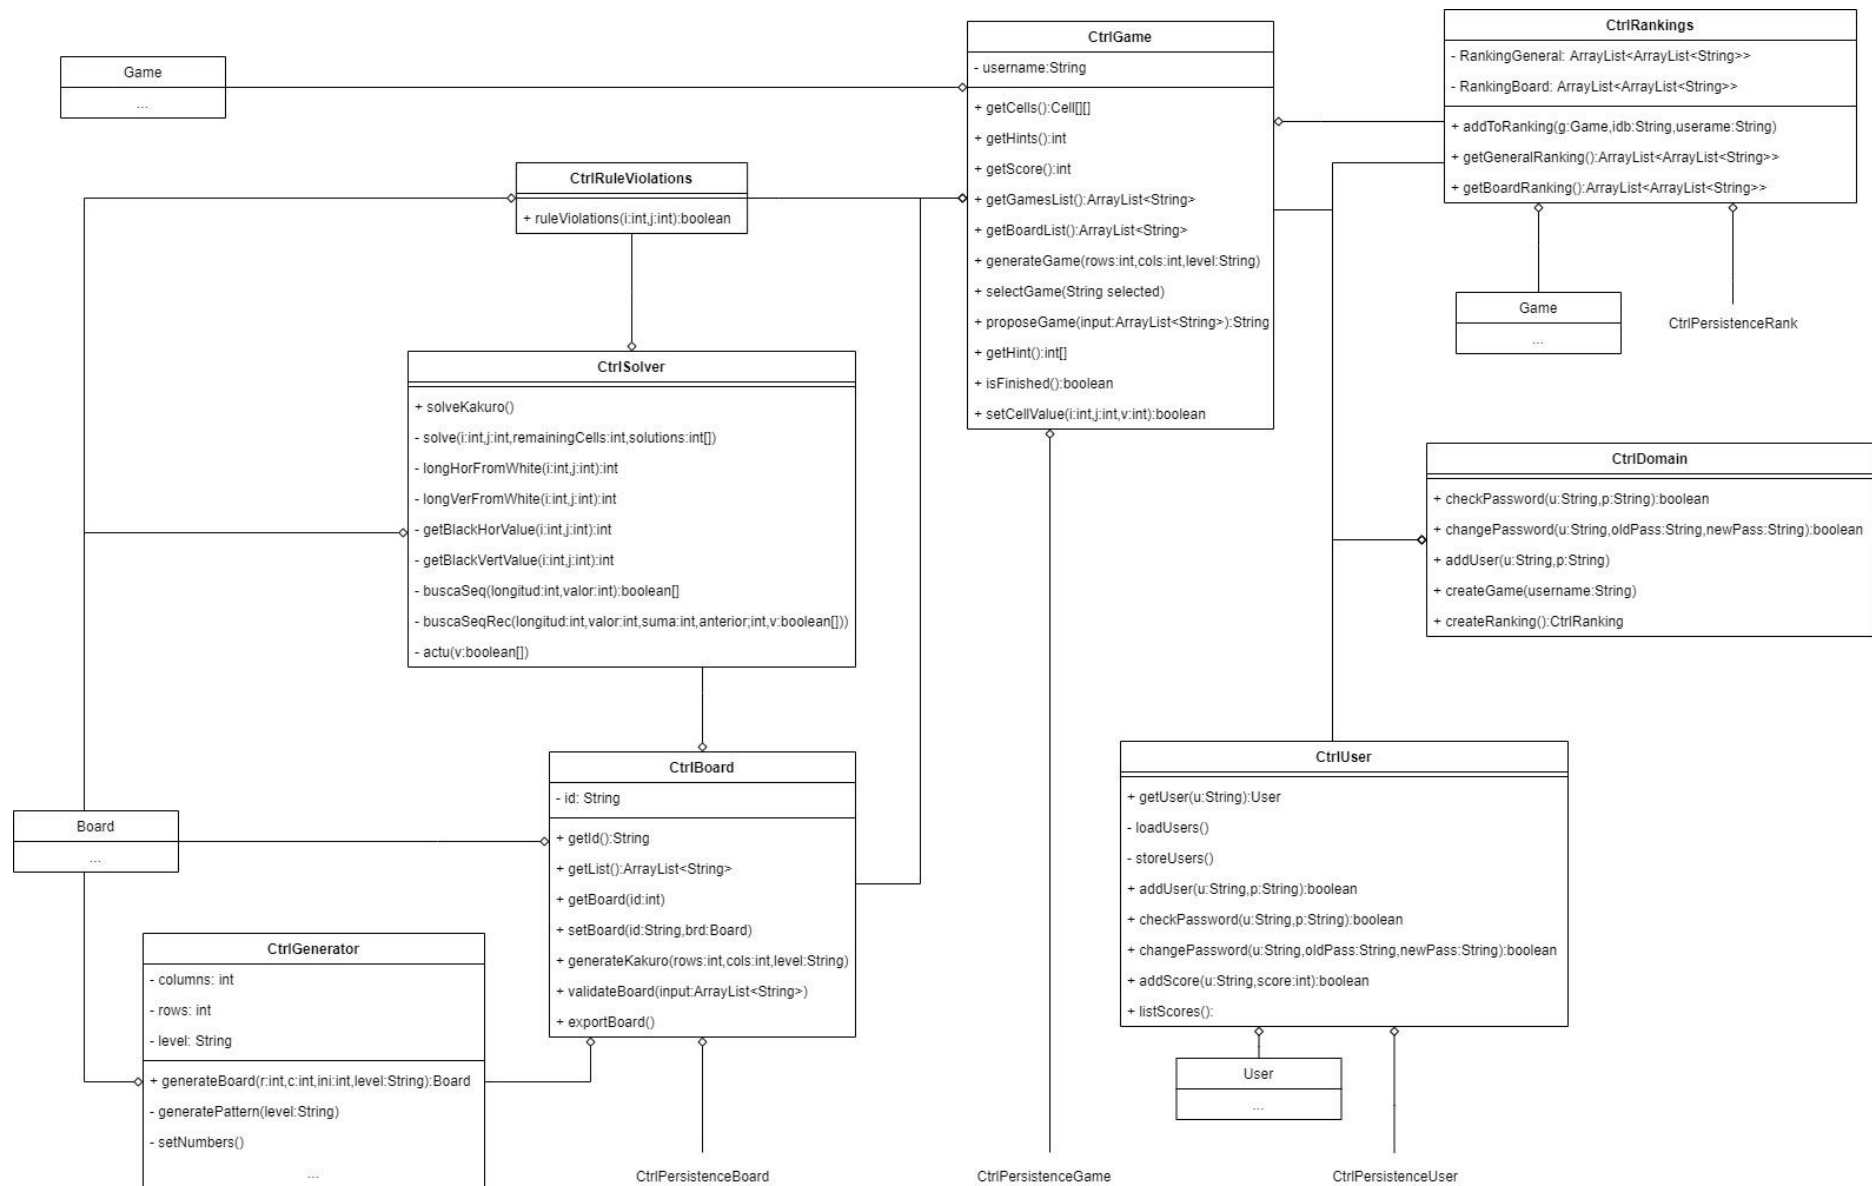 Game
...
CtrlRuleViolations
+ ruleViolations(i:int,j:int):boolean
CtrlSolver
+ solveKakuro()
- solve(i:int,j:int,remainingCells:int,solutions:int[])
- longHorFromWhite(i:int,j:int):int
- longVerFromWhite(i:int,j:int):int
- getBlackHorValue(i:int,j:int):int
- getBlackVertValue(i:int,j:int):int
- buscaSeq(longitud:int,valor:int):boolean[]
- buscaSeqRec(longitud:int,valor:int,suma:int,anterior;int,v:boolean[]))
- actu(v:boolean[])
Board
...
CtrlGenerator
- columns: int
- rows: int
- level: String
+ generateBoard(r:int,c:int,ini:int,level:String):Board
- generatePattern(level:String)
- setNumbers()
...
CtrlBoard
- id: String
+ getId():String
+ getList():ArrayList<String>
+ getBoard(id:int)
+ setBoard(id:String,brd:Board)
+ generateKakuro(rows:int,cols:int,level:String)
+ validateBoard(input:ArrayList<String>)
+ exportBoard()
CtrlPersistenceBoard
CtrlGame
- username:String
+ getCells():Cell[][]
+ getHints():int
+ getScore():int
+ getGamesList():ArrayList<String>
+ getBoardList():ArrayList<String>
+ generateGame(rows:int,cols:int,level:String)
+ selectGame(String selected)
+ proposeGame(input:ArrayList<String>):String
+ getHint():int[]
+ isFinished():boolean
+ setCellValue(i:int,j:int,v:int):boolean
CtrlPersistenceGame
CtrlRankings
- RankingGeneral: ArrayList<ArrayList<String>>
- RankingBoard: ArrayList<ArrayList<String>>
+ addToRanking(g:Game,idb:String,userame:String)
+ getGeneralRanking():ArrayList<ArrayList<String>>
+ getBoardRanking():ArrayList<ArrayList<String>>
Game
...
CtrlPersistenceRank
CtrlDomain
+ checkPassword(u:String,p:String):boolean
+ changePassword(u:String,oldPass:String,newPass:String):boolean
+ addUser(u:String,p:String)
+ createGame(username:String)
+ createRanking():CtrlRanking
CtrlUser
+ getUser(u:String):User
- loadUsers()
- storeUsers()
+ addUser(u:String,p:String):boolean
+ checkPassword(u:String,p:String):boolean
+ changePassword(u:String,oldPass:String,newPass:String):boolean
+ addScore(u:String,score:int):boolean
+ listScores():
User
...
CtrlPersistenceUser